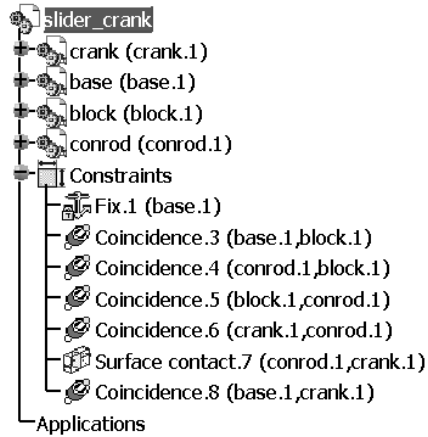 slider_crank
crank (crank.1)
base (base.1)
block (block.1)
conrod (conrod.1)
Constraints
Fix.1 (base.1)
Coincidence.3 (base.1,block.1)
Coincidence.4 (conrod.1,block.1)
Coincidence.5 (block.1,conrod.1)
Coincidence.6 (crank.1,conrod.1)
Surface contact.7 (conrod.1,crank.1)
Coincidence.8 (base.1,crank.1)
Applications